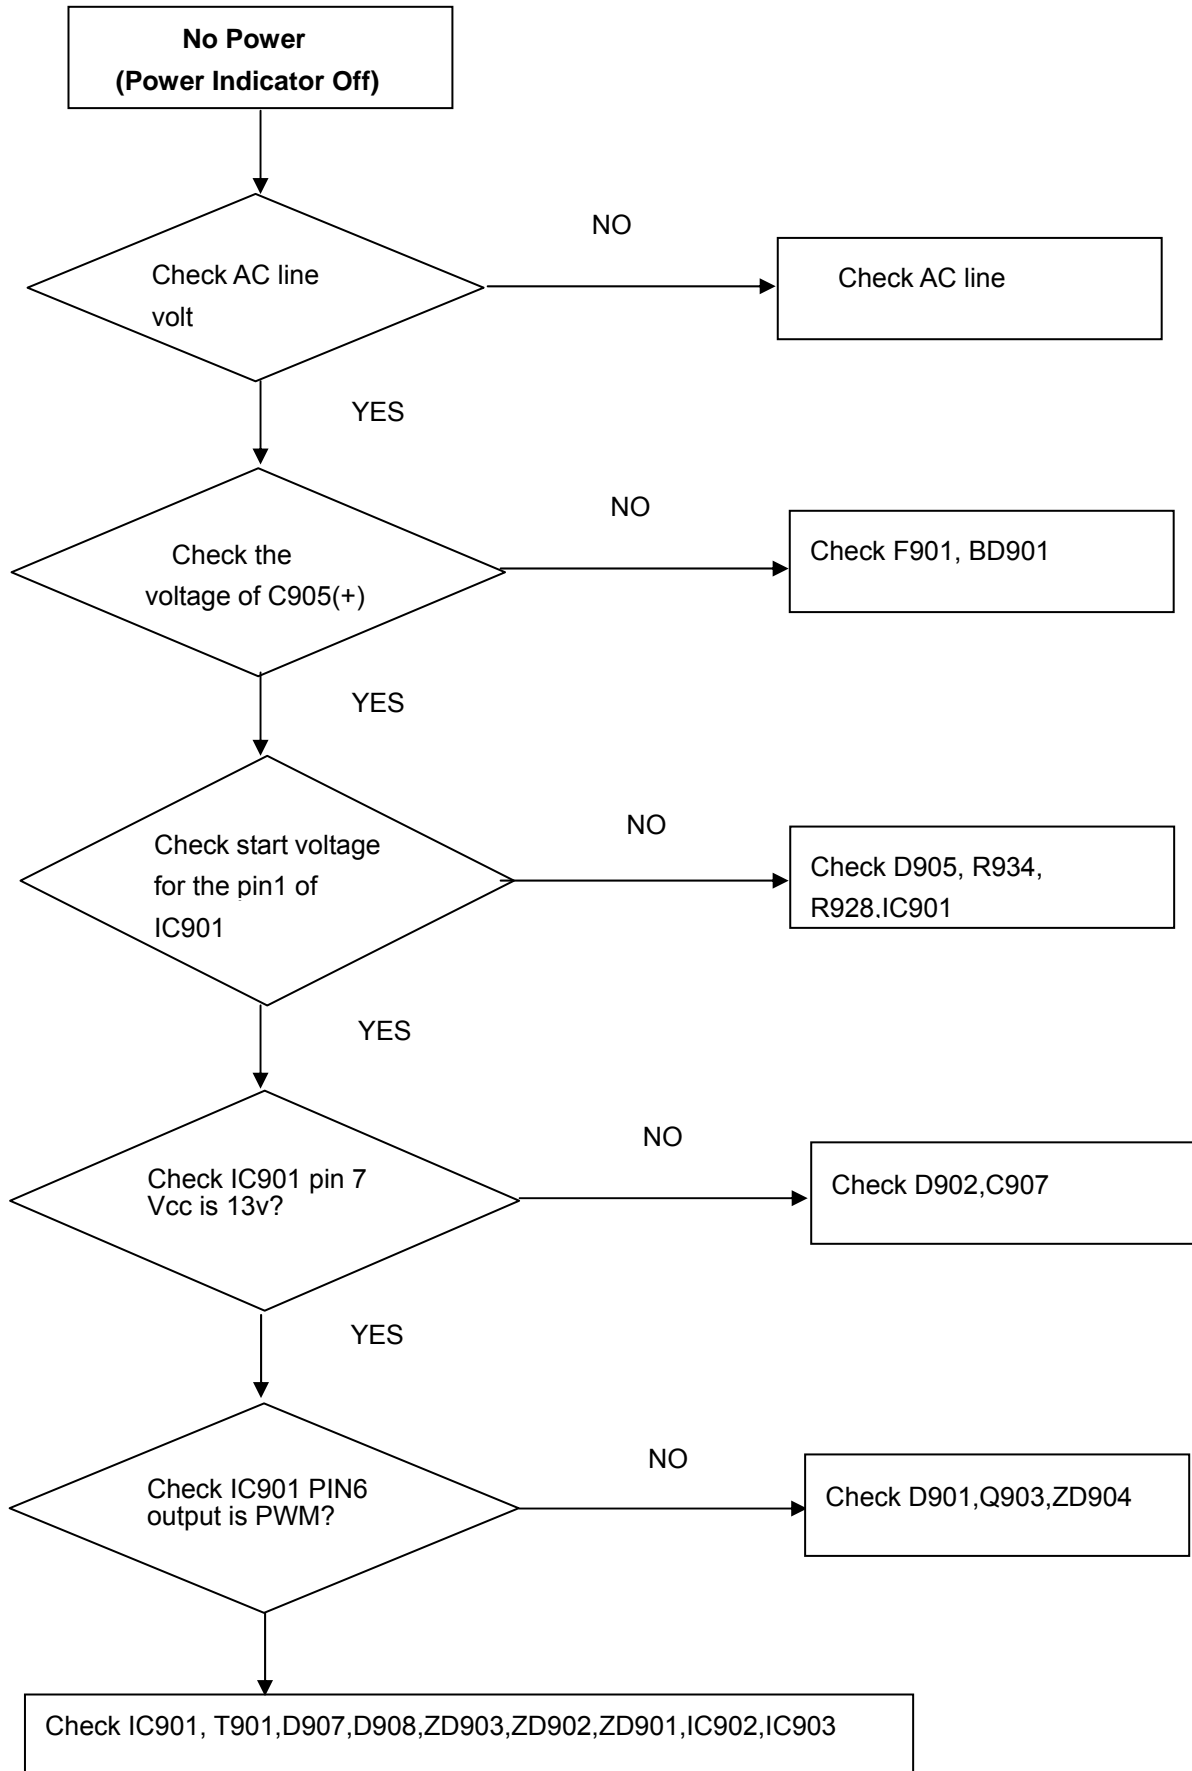 No Power
(Power Indicator Off)
NO
Check AC line
volt
Check AC line
YES
NO
Check the
voltage of C905(+)
Check F901, BD901
YES
NO
Check start voltage
for the pin1 of
IC901
Check D905, R934,
R928,IC901
YES
NO
Check IC901 pin 7
Vcc is 13v?
Check D902,C907
YES
NO
Check IC901 PIN6
output is PWM?
Check D901,Q903,ZD904
Check IC901, T901,D907,D908,ZD903,ZD902,ZD901,IC902,IC903